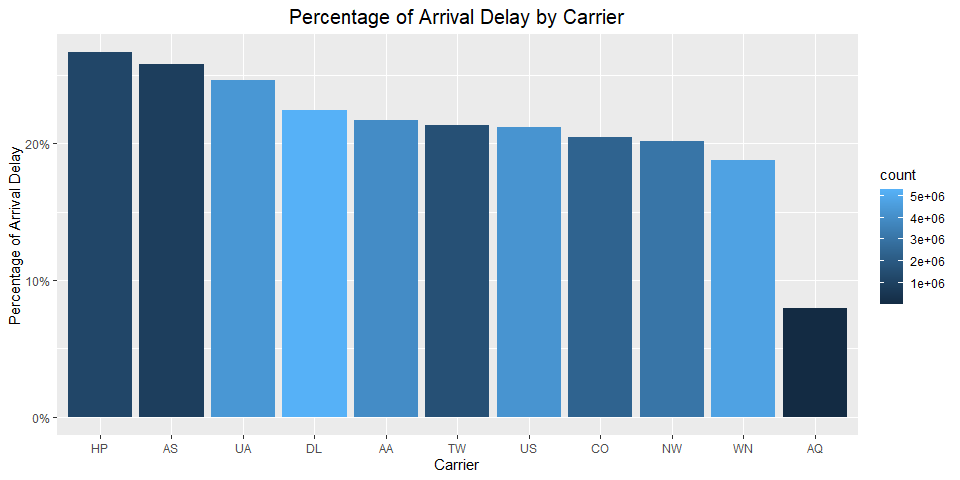 Percentage of Arrival Delay by Carrier
Percentage of Arrival Delay
20%
10%
0%
HP AS UA DL AA TW US CO NW WN AQ
Carrier
count
5e+06
4e+06
3e+06
2e+06
1e+06